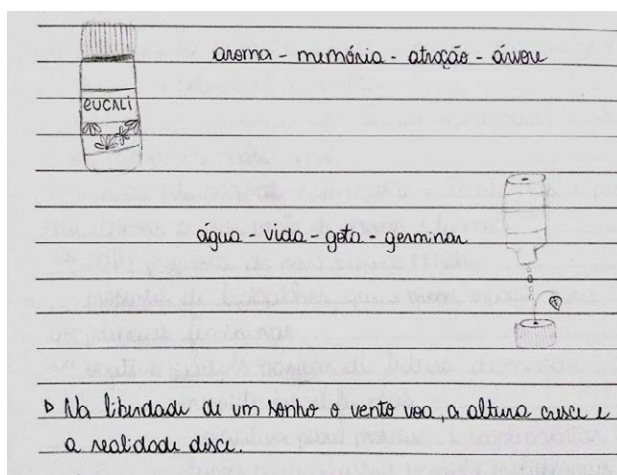 aroma - memória - atração - árvore
EUCALI
água - vida - gota - germinar
▷ Na liberdade de um sonho o vento voa, a altura cresce e
a realidade desce.